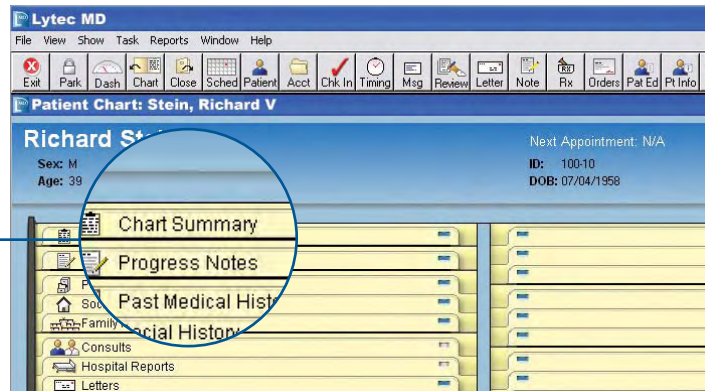 Lytec MD
File View Show Task Reports Window Help
Exit Park Dash Chart Close Sched Patient Acct Chk In Timing Msg Review Letter Note Rx Orders Pat Ed Pt Info
Patient Chart: Stein, Richard V
Richard St
Next Appointment: N/A
Sex: M
ID: 100-10
Age: 39
DOB: 07/04/1958
Chart Summary
Progress Notes
Past Medical Hist
Social History
Family
Consults
Hospital Reports
Letters